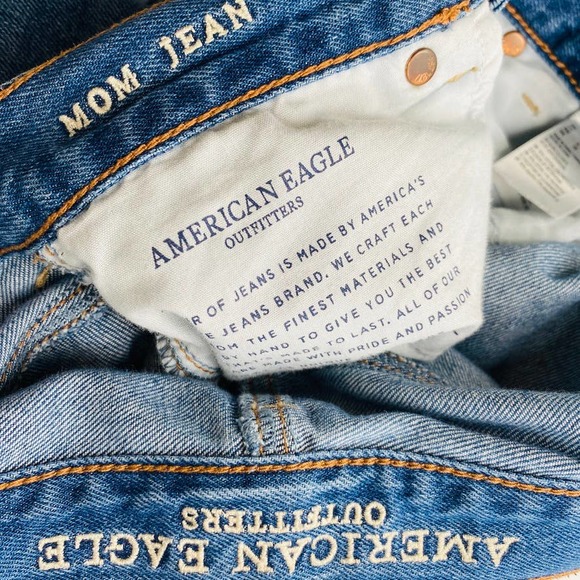 MOM JEAN
AMERICAN EAGLE
OUTFITTERS
R OF JEANS IS MADE BY AMERICA'S
JEANS BRAND. WE CRAFT EACH
THE FINEST MATERIALS AND
BY HAND TO GIVE YOU THE BEST
MADE TO LAST. ALL OF OUR
MADE WITH PRIDE AND PASSION
AMERICAN EAGLE
OUTFITTERS